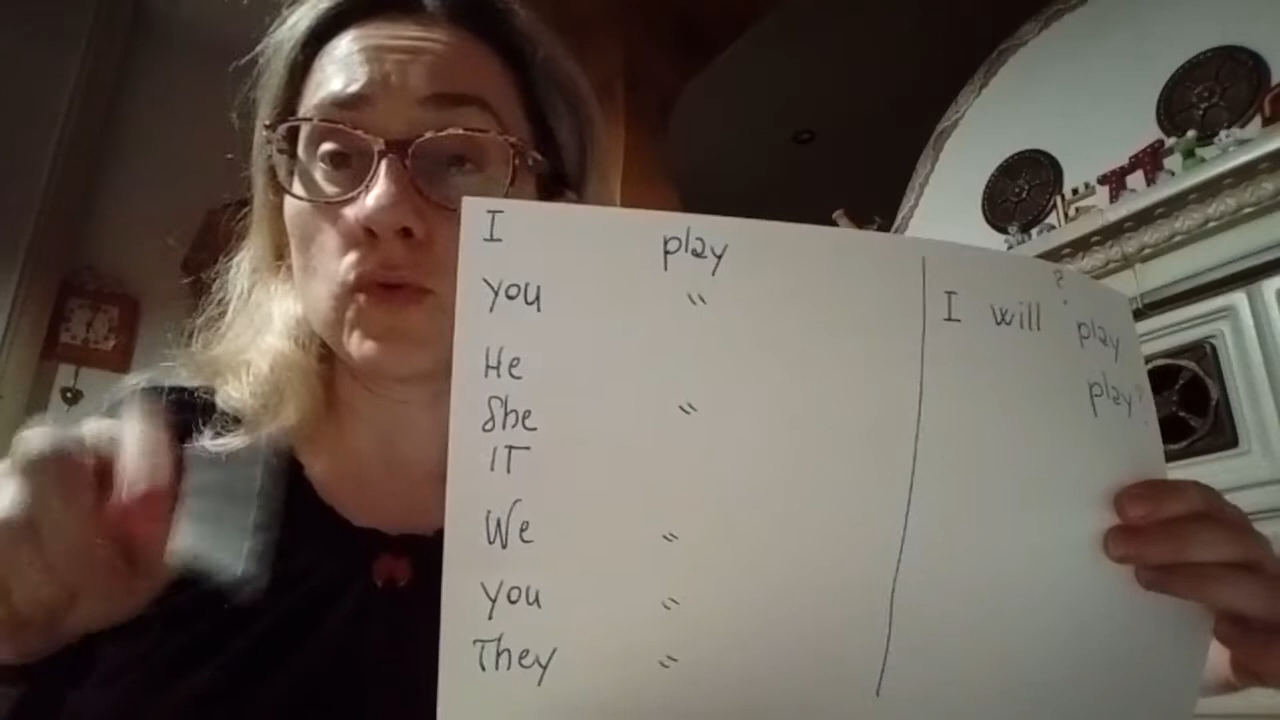 I play
you "
He
She "
IT
We "
you "
They "
?
I will play
play?